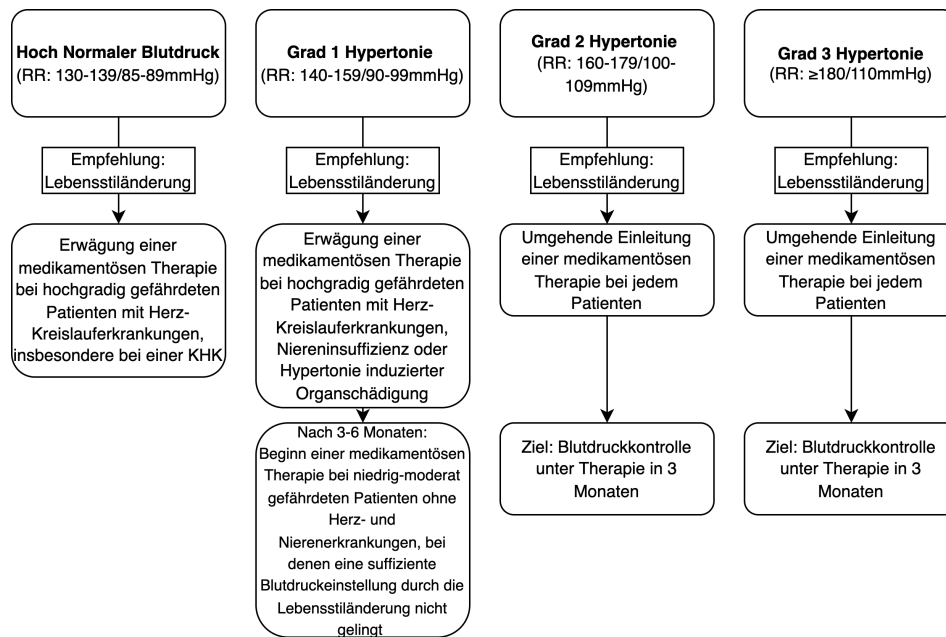 Hoch Normaler Blutdruck
(RR: 130-139/85-89mmHg)
Empfehlung:
Lebensstiländerung
Erwägung einer
medikamentösen Therapie
bei hochgradig gefährdeten
Patienten mit Herz-
Kreislauferkrankungen,
insbesondere bei einer KHK
Grad 1 Hypertonie
(RR: 140-159/90-99mmHg)
Empfehlung:
Lebensstiländerung
Erwägung einer
medikamentösen Therapie
bei hochgradig gefährdeten
Patienten mit Herz-
Kreislauferkrankungen,
Niereninsuffizienz oder
Hypertonie induzierter
Organschädigung
Nach 3-6 Monaten:
Beginn einer medikamentösen
Therapie bei niedrig-moderat
gefährdeten Patienten ohne
Herz- und
Nierenerkrankungen, bei
denen eine suffiziente
Blutdruckeinstellung durch die
Lebensstiländerung nicht
gelingt
Grad 2 Hypertonie
(RR: 160-179/100-
109mmHg)
Empfehlung:
Lebensstiländerung
Umgehende Einleitung
einer medikamentösen
Therapie bei jedem
Patienten
Ziel: Blutdruckkontrolle
unter Therapie in 3
Monaten
Grad 3 Hypertonie
(RR: ≥180/110mmHg)
Empfehlung:
Lebensstiländerung
Umgehende Einleitung
einer medikamentösen
Therapie bei jedem
Patienten
Ziel: Blutdruckkontrolle
unter Therapie in 3
Monaten